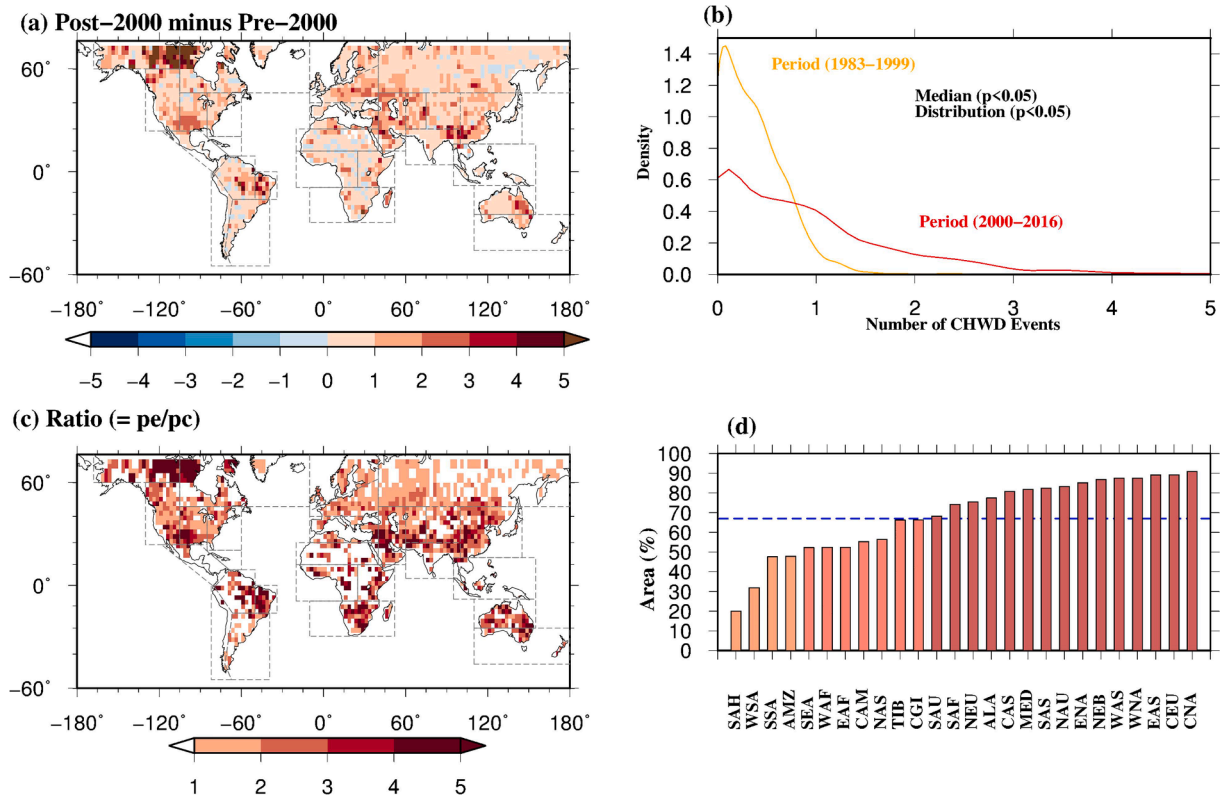 (a) Post−2000 minus Pre−2000
60˚
0˚
−60˚
−180˚ −120˚ −60˚ 0˚ 60˚ 120˚ 180˚
−5 −4 −3 −2 −1 0 1 2 3 4 5
(b)
1.4
1.2
1.0
0.8
0.6
0.4
0.2
0.0
Density
Period (1983−1999)
Median (p<0.05)
Distribution (p<0.05)
Period (2000−2016)
0 1 2 3 4 5
Number of CHWD Events
(c) Ratio (= pe/pc)
60˚
0˚
−60˚
−180˚ −120˚ −60˚ 0˚ 60˚ 120˚ 180˚
1 2 3 4 5
(d)
100
90
80
70
60
50
40
30
20
10
0
Area (%)
SAH WSA SSA AMZ SEA WAF EAF CAM NAS TIB CGI SAU SAF NEU ALA CAS MED SAS NAU ENA NEB WAS WNA EAS CEU CNA